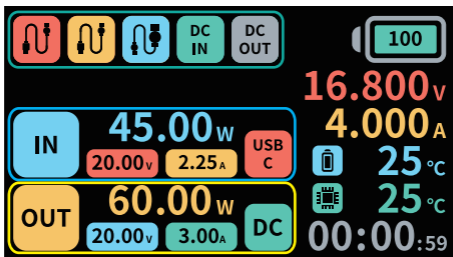 DC IN
DC OUT
100
16.800V
4.000A
IN
45.00W
20.00V
2.25A
USB C
25°C
OUT
60.00W
20.00V
3.00A
DC
25°C
00:00:59